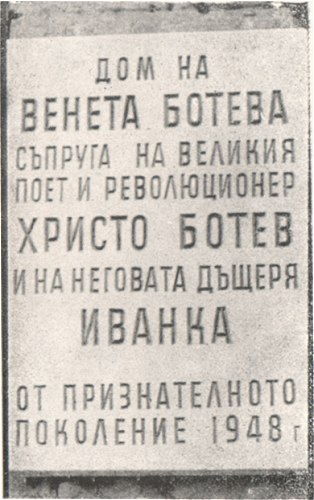 ДОМ НА
ВЕНЕТА БОТЕВА
СЪПРУГА НА ВЕЛИКИЯ
ПОЕТ И РЕВОЛЮЦИОНЕР
ХРИСТО БОТЕВ
И НА НЕГОВАТА ДЪЩЕРЯ
ИВАНКА
ОТ ПРИЗНАТЕЛНОТО
ПОКОЛЕНИЕ 1948 г